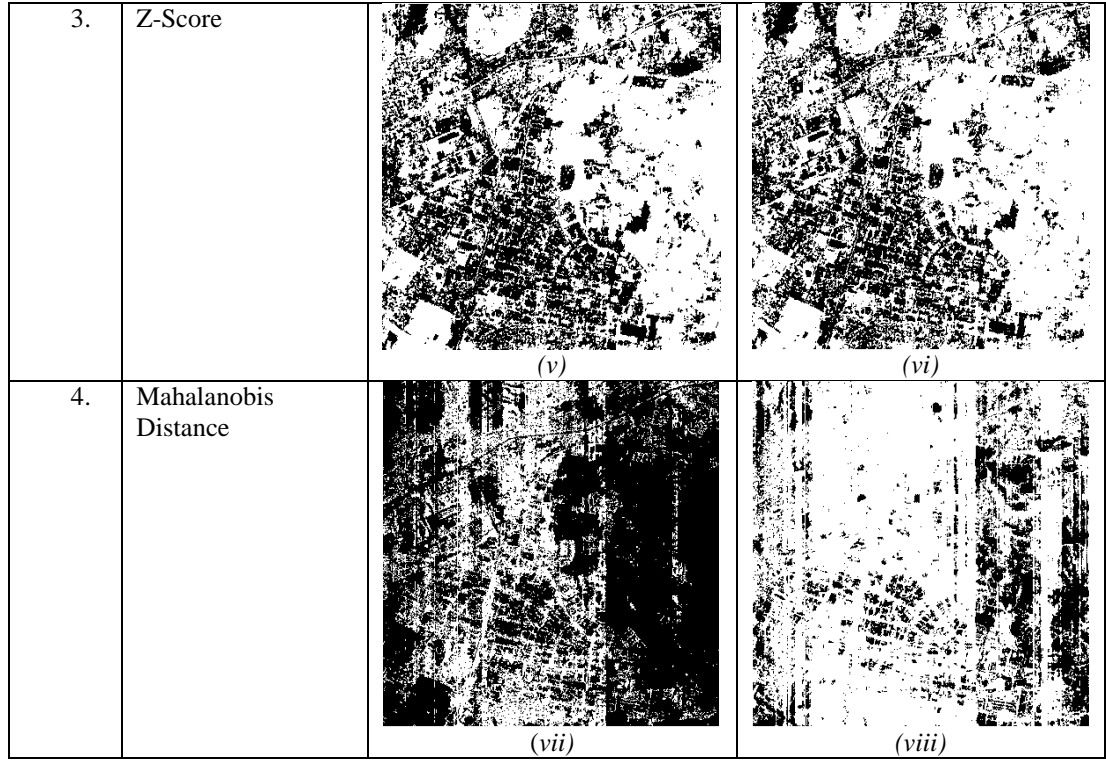 3. Z-Score
(v) (vi)
4. Mahalanobis
Distance
(vii) (viii)